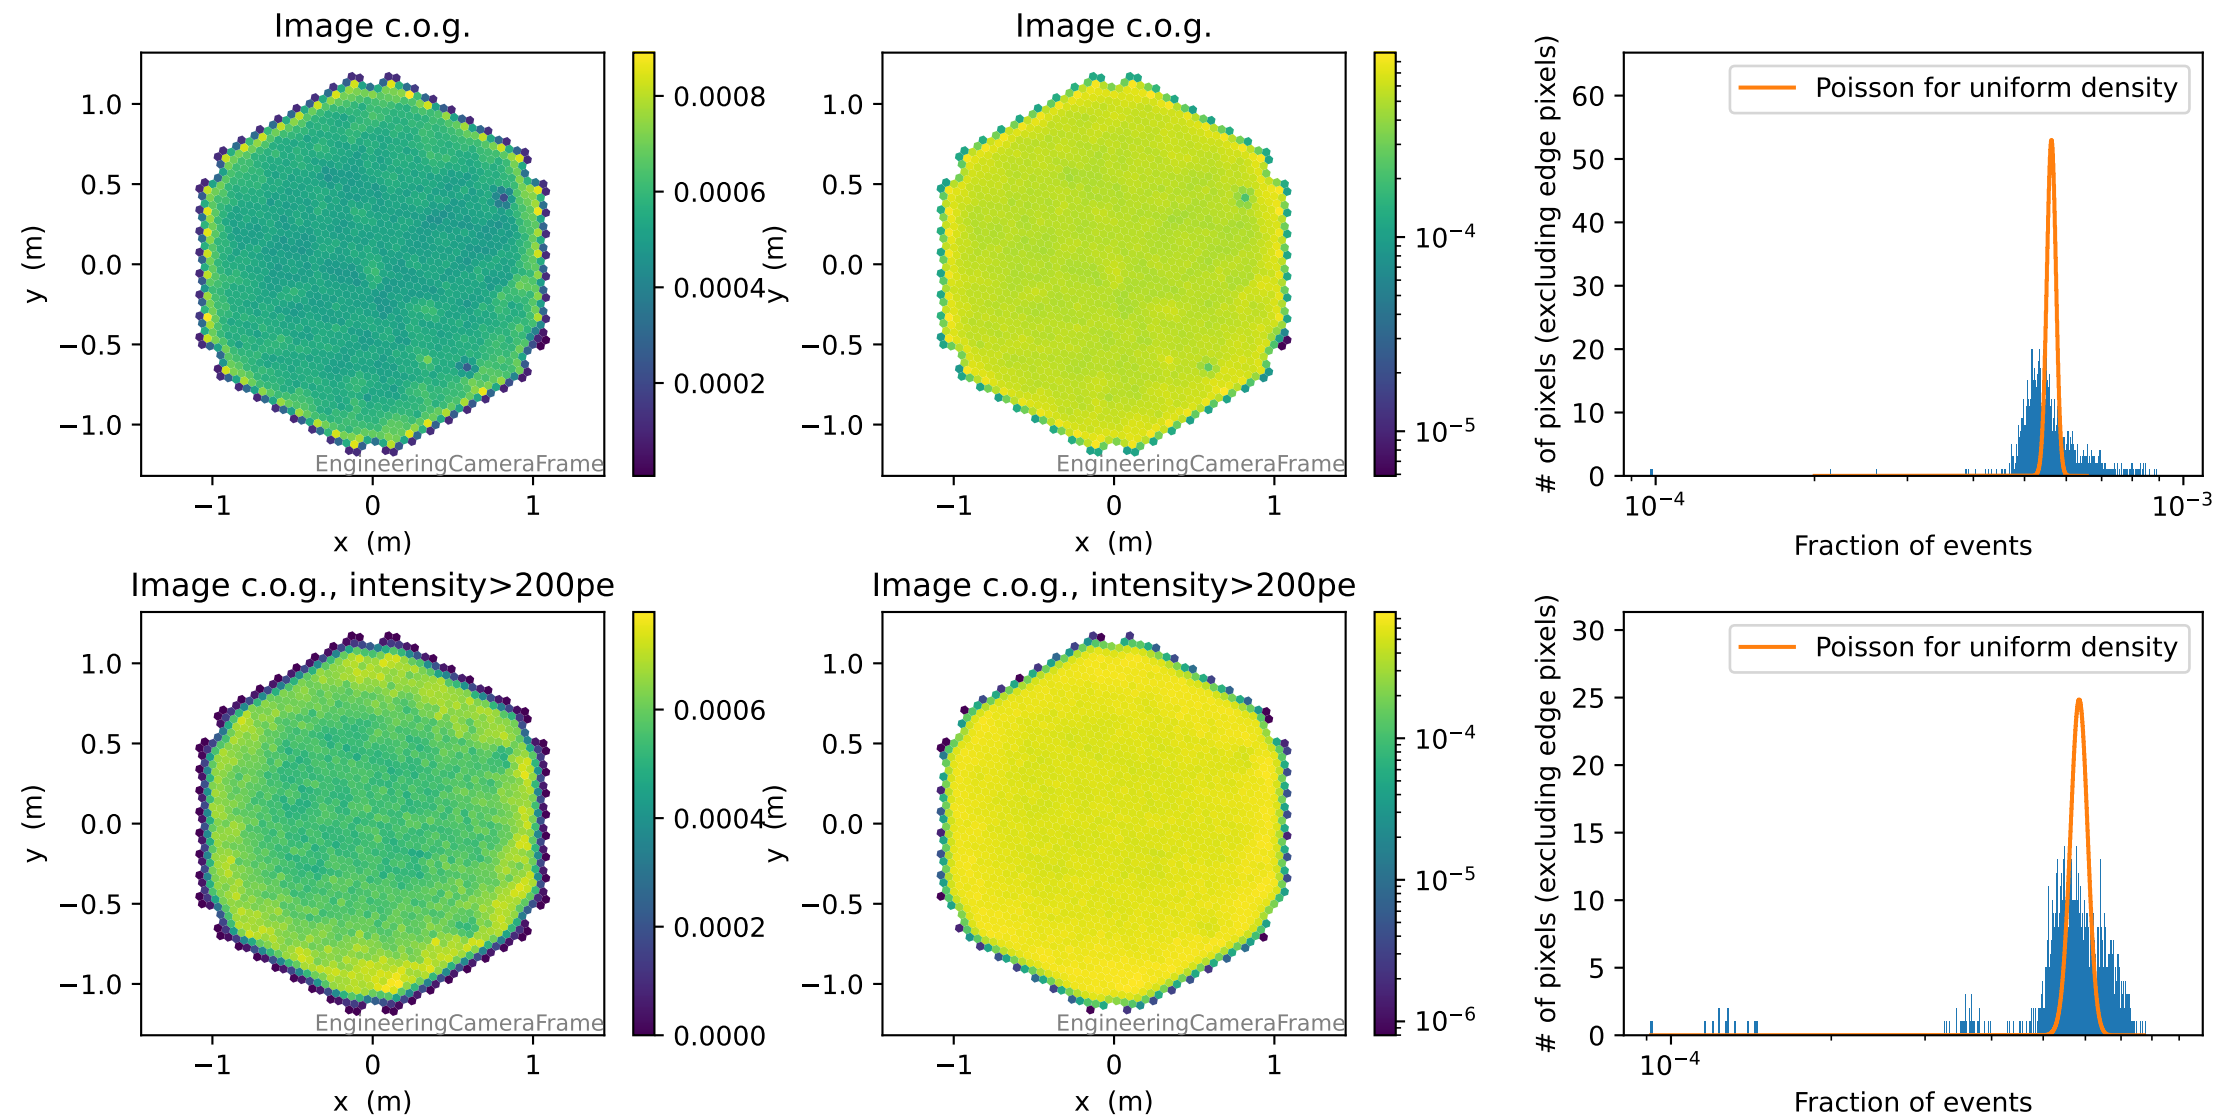 Image c.o.g.
y (m)
1.0
0.5
0.0
−0.5
−1.0
−1
0
1
x (m)
EngineeringCameraFrame
0.0008
0.0006
0.0004
0.0002
Image c.o.g.
y (m)
1.0
0.5
0.0
−0.5
−1.0
−1
0
1
x (m)
EngineeringCameraFrame
10⁻⁴
10⁻⁵
# of pixels (excluding edge pixels)
60
50
40
30
20
10
0
Poisson for uniform density
10⁻⁴
10⁻³
Fraction of events
Image c.o.g., intensity>200pe
y (m)
1.0
0.5
0.0
−0.5
−1.0
−1
0
1
x (m)
EngineeringCameraFrame
0.0006
0.0004
0.0002
0.0000
Image c.o.g., intensity>200pe
y (m)
1.0
0.5
0.0
−0.5
−1.0
−1
0
1
x (m)
EngineeringCameraFrame
10⁻⁴
10⁻⁵
10⁻⁶
# of pixels (excluding edge pixels)
30
25
20
15
10
5
0
Poisson for uniform density
10⁻⁴
Fraction of events